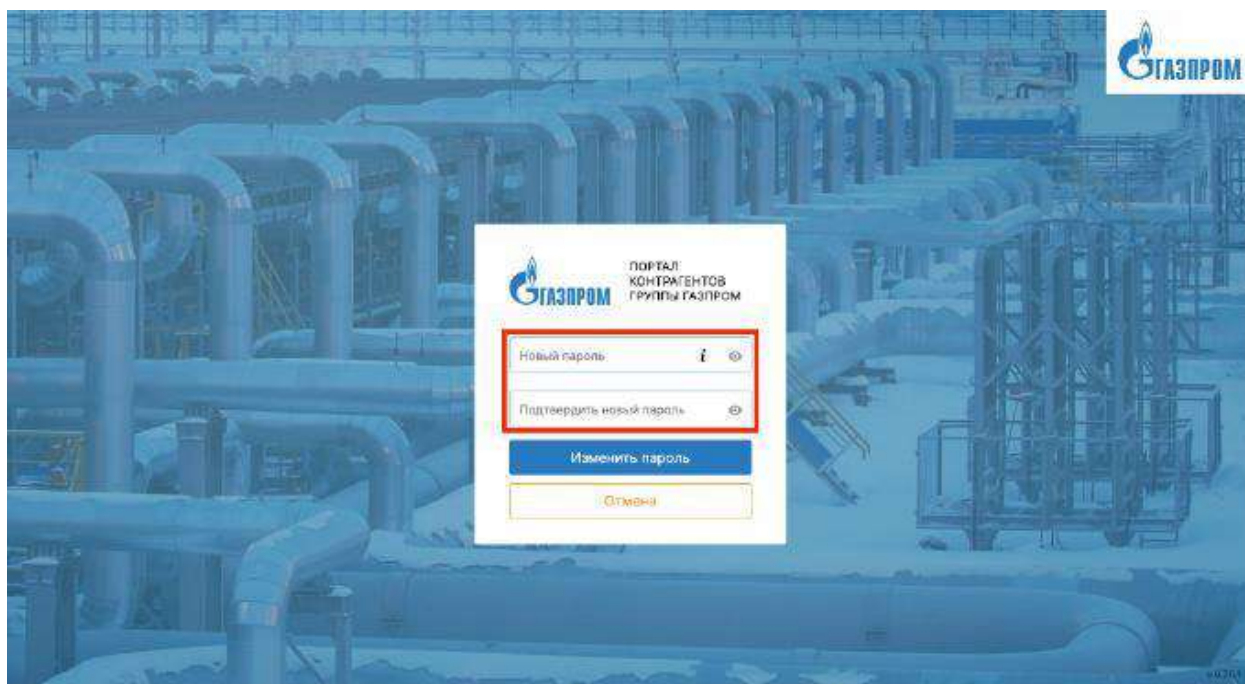 ГАЗПРОМ
ГАЗПРОМ
ПОРТАЛ
КОНТРАГЕНТОВ
ГРУППЫ ГАЗПРОМ
Новый пароль i
Подтвердить новый пароль
Изменить пароль
Отмена